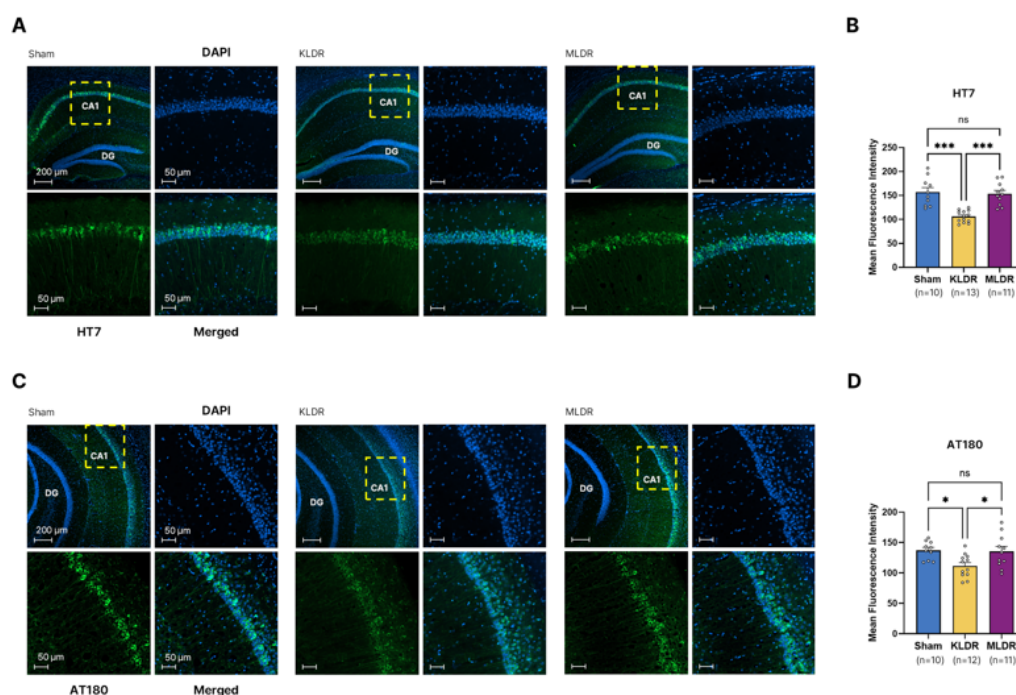 A
Sham
DAPI
KLDR
MLDR
CA1
DG
200 µm
50 µm
CA1
DG
CA1
DG
50 µm
50 µm
HT7
Merged
B
HT7
ns
*** ***
Mean Fluorescence Intensity
250
200
150
100
50
0
Sham KLDR MLDR
(n=10) (n=13) (n=11)
C
Sham
DAPI
KLDR
MLDR
CA1
DG
200 µm
50 µm
CA1
DG
CA1
DG
50 µm
50 µm
AT180
Merged
D
AT180
ns
* *
Mean Fluorescence Intensity
200
150
100
50
0
Sham KLDR MLDR
(n=10) (n=12) (n=11)